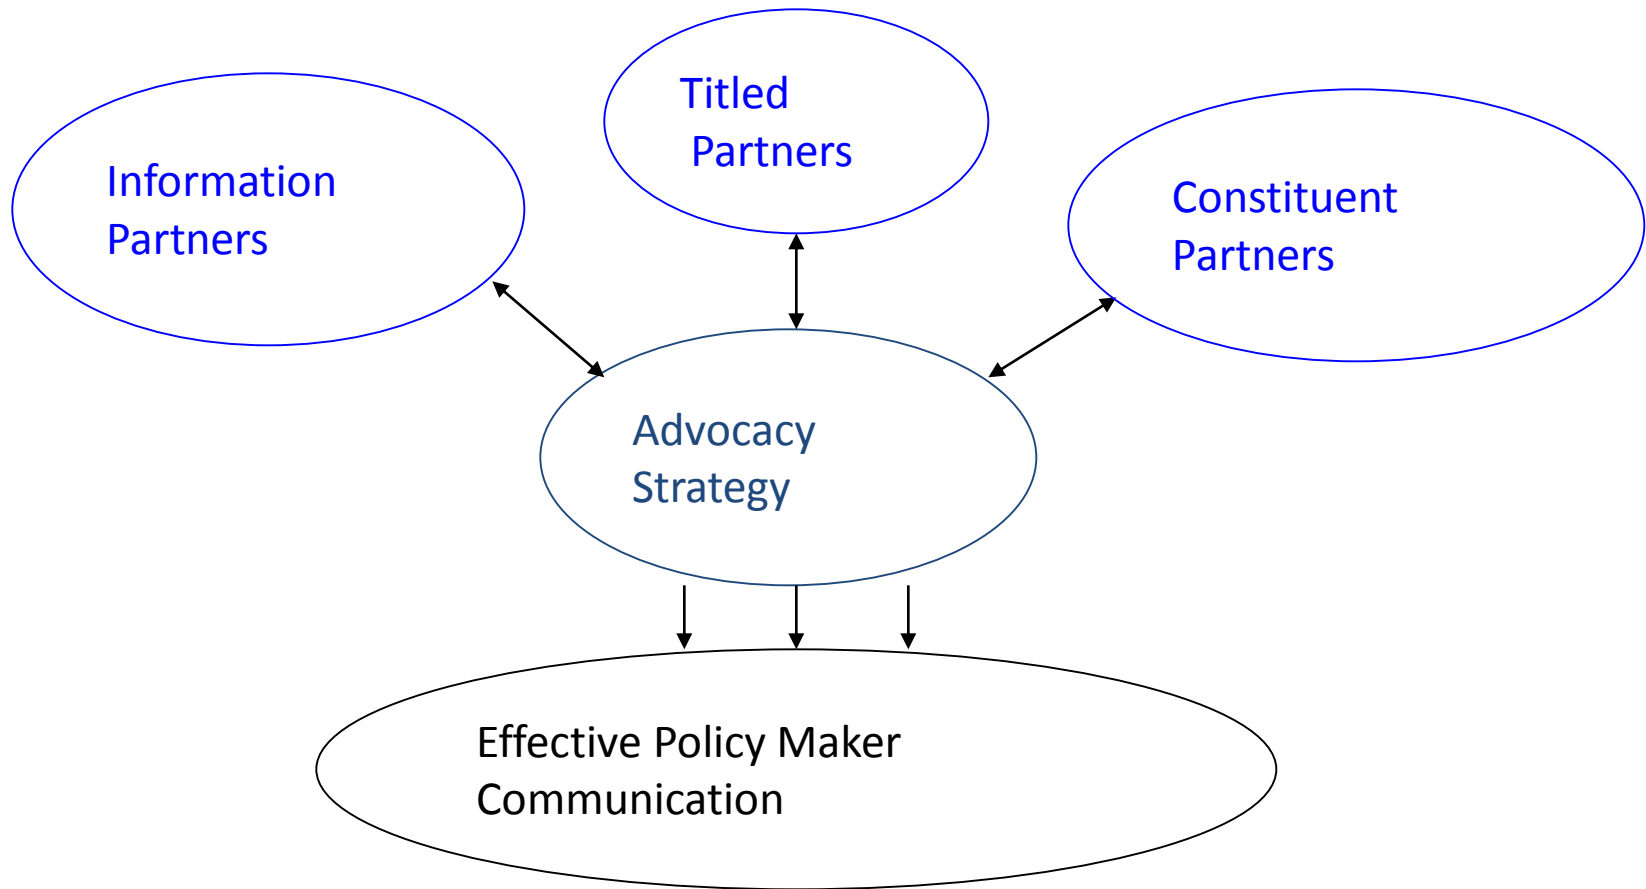 Titled
Partners
Information
Partners
Constituent
Partners
Advocacy
Strategy
Effective Policy Maker
Communication